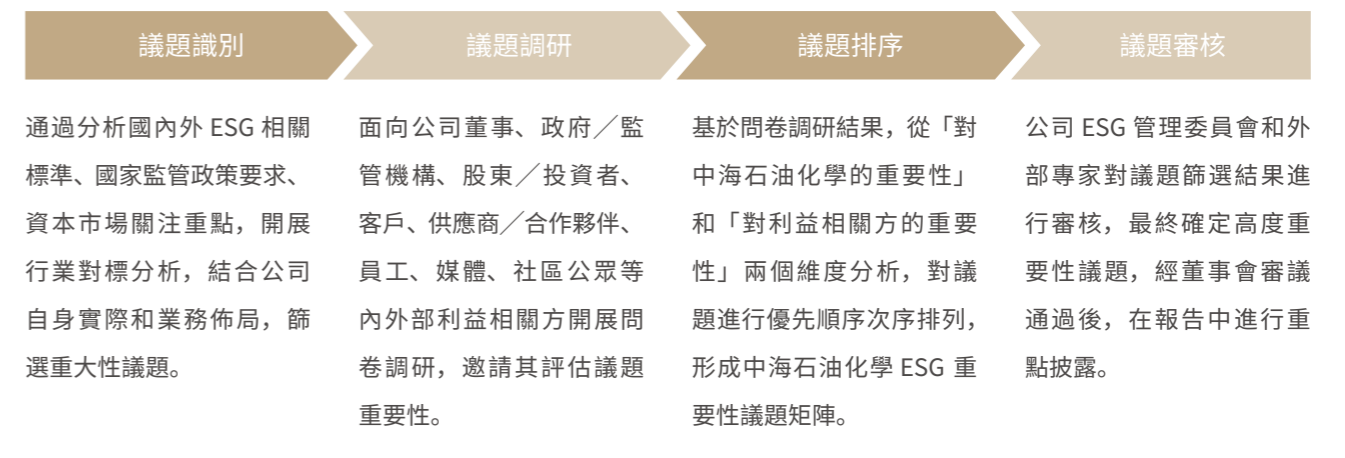 議題識別
議題調研
議題排序
議題審核
通過分析國內外 ESG 相關
標準、國家監管政策要求、
資本市場關注重點，開展
行業對標分析，結合公司
自身實際和業務佈局，篩
選重大性議題。
面向公司董事、政府╱監
管機構、股東╱投資者、
客戶、供應商╱合作夥伴、
員工、媒體、社區公眾等
內外部利益相關方開展問
卷調研，邀請其評估議題
重要性。
基於問卷調研結果，從「對
中海石油化學的重要性」
和「對利益相關方的重要
性」兩個維度分析，對議
題進行優先順序次序排列，
形成中海石油化學 ESG 重
要性議題矩陣。
公司 ESG 管理委員會和外
部專家對議題篩選結果進
行審核，最終確定高度重
要性議題，經董事會審議
通過後，在報告中進行重
點披露。